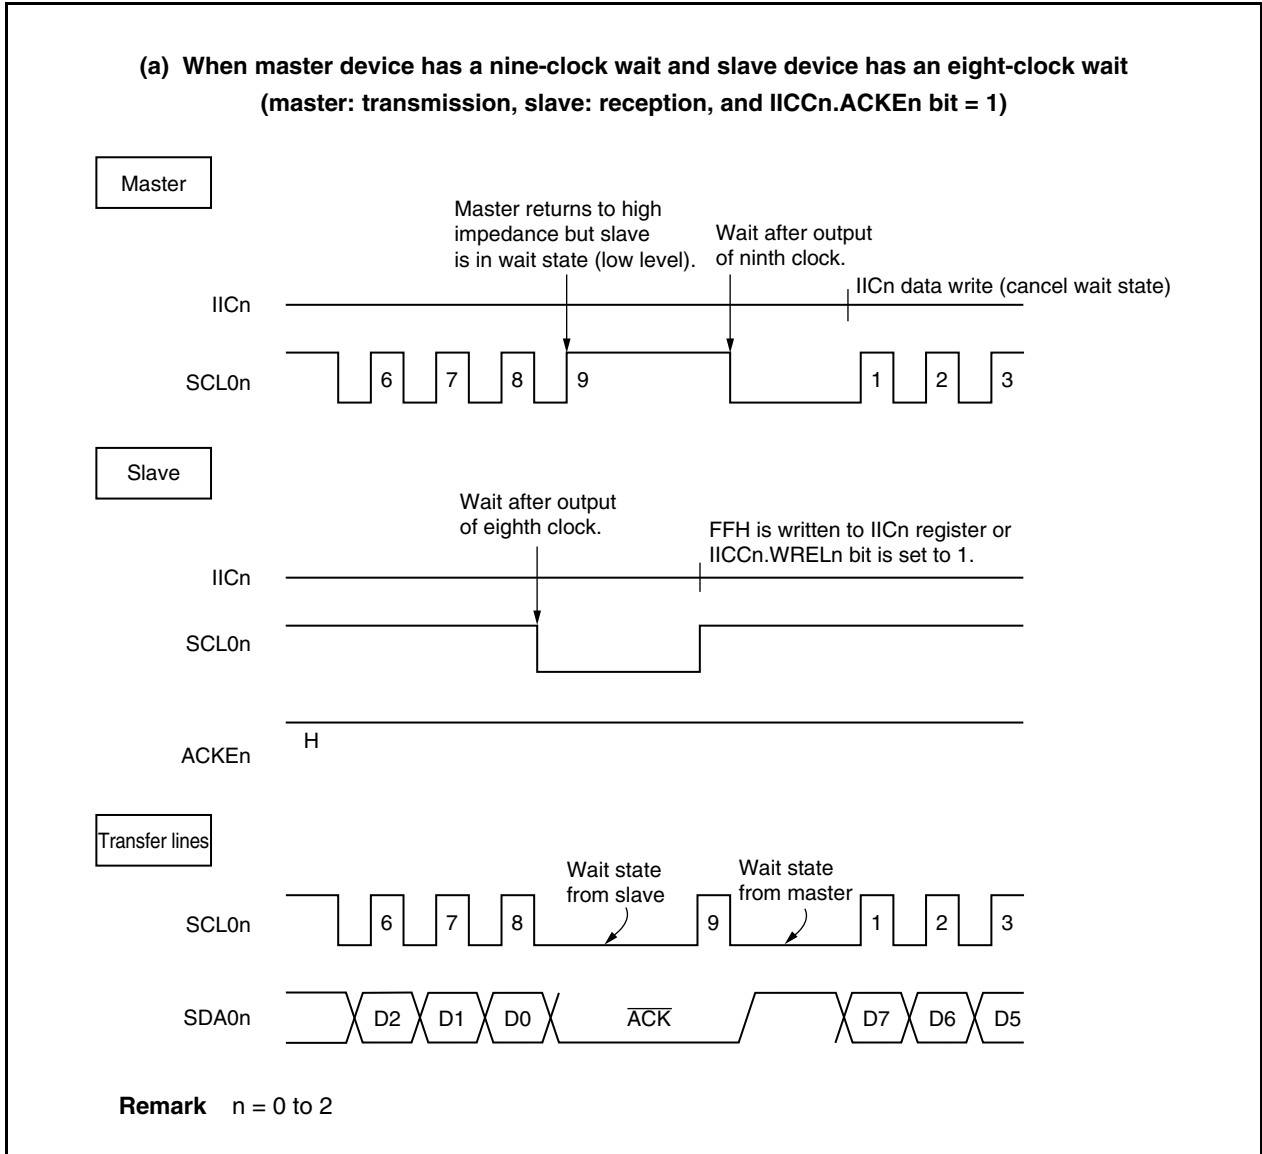 (a) When master device has a nine-clock wait and slave device has an eight-clock wait
(master: transmission, slave: reception, and IICCn.ACKEn bit = 1)
Master
Master returns to high
impedance but slave
is in wait state (low level).
Wait after output
of ninth clock.
IICn data write (cancel wait state)
IICn
SCL0n
6 7 8 9 1 2 3
Slave
Wait after output
of eighth clock.
FFH is written to IICn register or
IICCn.WRELn bit is set to 1.
IICn
SCL0n
H
ACKEn
Transfer lines
Wait state
from slave
Wait state
from master
SCL0n
6 7 8 9 1 2 3
SDA0n
D2 D1 D0 ACK D7 D6 D5
Remark n = 0 to 2